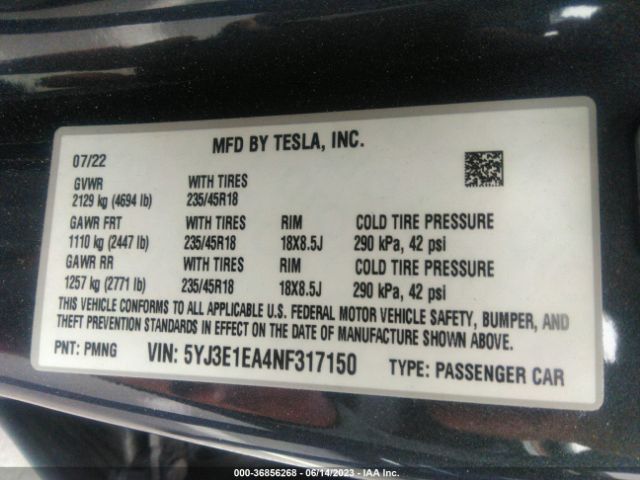 MFD BY TESLA, INC.
07/22
GVWR WITH TIRES
2129 kg (4694 lb) 235/45R18
GAWR FRT WITH TIRES RIM COLD TIRE PRESSURE
1110 kg (2447 lb) 235/45R18 18X8.5J 290 kPa, 42 psi
GAWR RR WITH TIRES RIM COLD TIRE PRESSURE
1257 kg (2771 lb) 235/45R18 18X8.5J 290 kPa, 42 psi
THIS VEHICLE CONFORMS TO ALL APPLICABLE U.S. FEDERAL MOTOR VEHICLE SAFETY, BUMPER, AND
THEFT PREVENTION STANDARDS IN EFFECT ON THE DATE OF MANUFACTURE SHOWN ABOVE.
PNT: PMNG VIN: 5YJ3E1EA4NF317150 TYPE: PASSENGER CAR
000-36856268 - 06/14/2023 - IAA Inc.